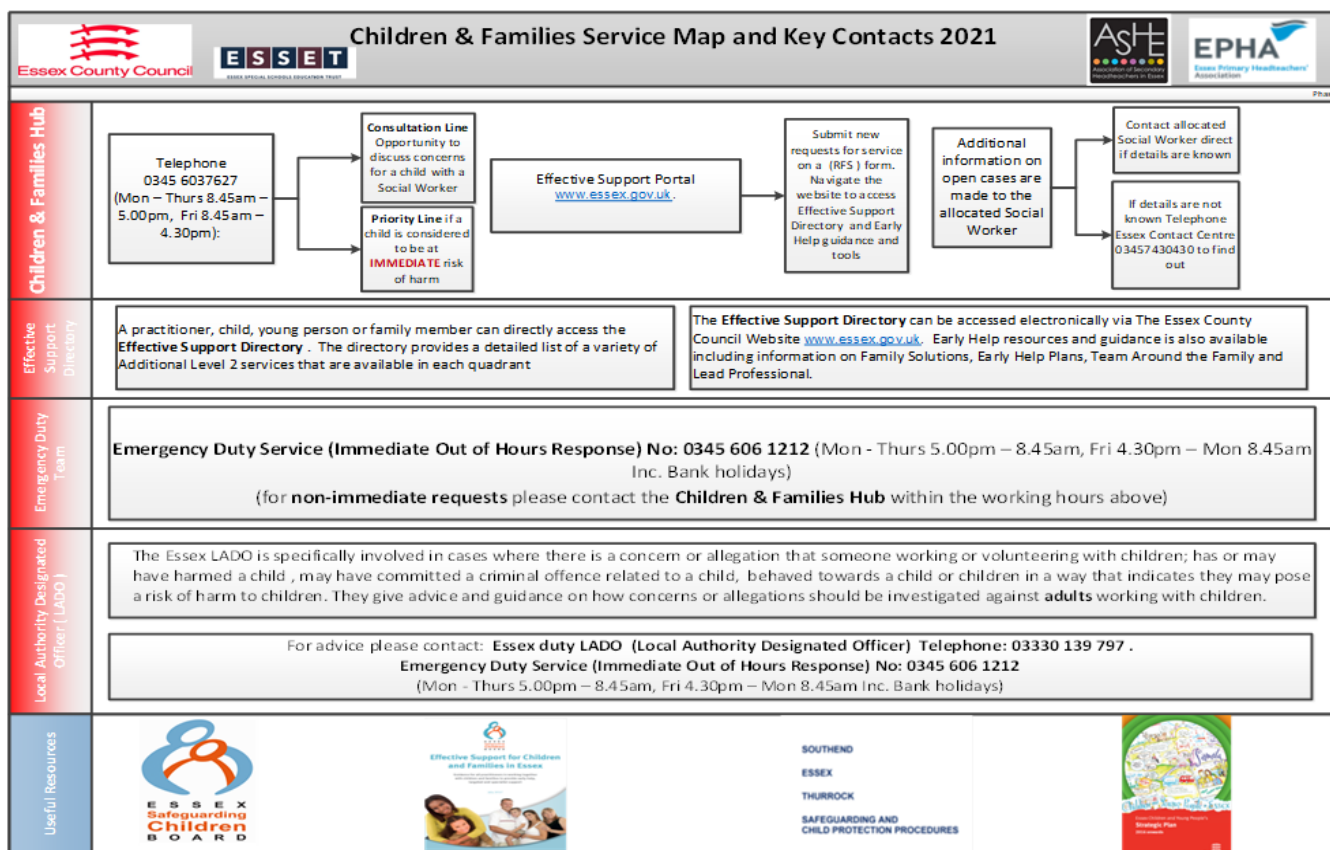 Essex County Council
ESSET
ESSEX SPECIAL SCHOOLS EDUCATION TRUST
Children & Families Service Map and Key Contacts 2021
ASHE
Association of Secondary
Headteachers in Essex
EPHA
Essex Primary Headteachers'
Association
Children & Families Hub
Telephone
0345 6037627
(Mon – Thurs 8.45am –
5.00pm, Fri 8.45am –
4.30pm):
Consultation Line
Opportunity to
discuss concerns
for a child with a
Social Worker
Priority Line if a
child is considered
to be at
IMMEDIATE risk
of harm
Effective Support Portal
www.essex.gov.uk.
Submit new
requests for service
on a (RFS) form.
Navigate the
website to access
Effective Support
Directory and Early
Help guidance and
tools
Additional
information on
open cases are
made to the
allocated Social
Worker
Contact allocated
Social Worker direct
if details are known
If details are not
known Telephone
Essex Contact Centre
03457430430 to find
out
Effective
Support
Directory
A practitioner, child, young person or family member can directly access the
Effective Support Directory . The directory provides a detailed list of a variety of
Additional Level 2 services that are available in each quadrant
The Effective Support Directory can be accessed electronically via The Essex County
Council Website www.essex.gov.uk. Early Help resources and guidance is also available
including information on Family Solutions, Early Help Plans, Team Around the Family and
Lead Professional.
Emergency Duty
Team
Emergency Duty Service (Immediate Out of Hours Response) No: 0345 606 1212 (Mon - Thurs 5.00pm – 8.45am, Fri 4.30pm – Mon 8.45am
Inc. Bank holidays)
(for non-immediate requests please contact the Children & Families Hub within the working hours above)
Local Authority Designated
Officer ( LADO )
The Essex LADO is specifically involved in cases where there is a concern or allegation that someone working or volunteering with children; has or may
have harmed a child , may have committed a criminal offence related to a child, behaved towards a child or children in a way that indicates they may pose
a risk of harm to children. They give advice and guidance on how concerns or allegations should be investigated against adults working with children.
For advice please contact: Essex duty LADO (Local Authority Designated Officer) Telephone: 03330 139 797 .
Emergency Duty Service (Immediate Out of Hours Response) No: 0345 606 1212
(Mon - Thurs 5.00pm – 8.45am, Fri 4.30pm – Mon 8.45am Inc. Bank holidays)
Useful Resources
ESSEX
Safeguarding
Children
BOARD
Effective Support for Children
and Families in Essex
SOUTHEND
ESSEX
THURROCK
SAFEGUARDING AND
CHILD PROTECTION PROCEDURES
Essex Children and Young People's
Strategic Plan